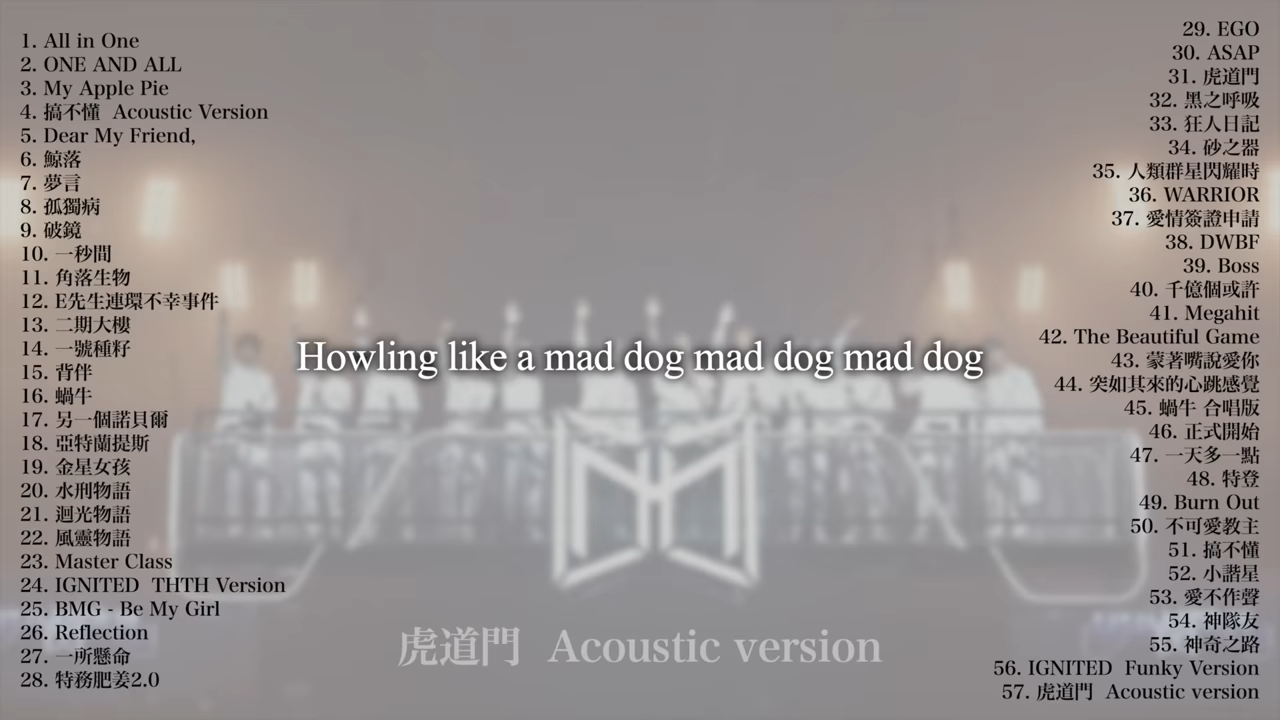 1. All in One
2. ONE AND ALL
3. My Apple Pie
4. 搞不懂 Acoustic Version
5. Dear My Friend,
6. 鯨落
7. 夢言
8. 孤獨病
9. 破鏡
10. 一秒間
11. 角落生物
12. E先生連環不幸事件
13. 二期大樓
14. 一號種籽
15. 背伴
16. 蝸牛
17. 另一個諾貝爾
18. 亞特蘭提斯
19. 金星女孩
20. 水刑物語
21. 迴光物語
22. 風靈物語
23. Master Class
24. IGNITED THTH Version
25. BMG - Be My Girl
26. Reflection
27. 一所懸命
28. 特務肥姜2.0
Howling like a mad dog mad dog mad dog
虎道門 Acoustic version
29. EGO
30. ASAP
31. 虎道門
32. 黑之呼吸
33. 狂人日記
34. 砂之器
35. 人類群星閃耀時
36. WARRIOR
37. 愛情簽證申請
38. DWBF
39. Boss
40. 千億個或許
41. Megahit
42. The Beautiful Game
43. 蒙著嘴說愛你
44. 突如其來的心跳感覺
45. 蝸牛 合唱版
46. 正式開始
47. 一天多一點
48. 特登
49. Burn Out
50. 不可愛教主
51. 搞不懂
52. 小諧星
53. 愛不作聲
54. 神隊友
55. 神奇之路
56. IGNITED Funky Version
57. 虎道門 Acoustic version